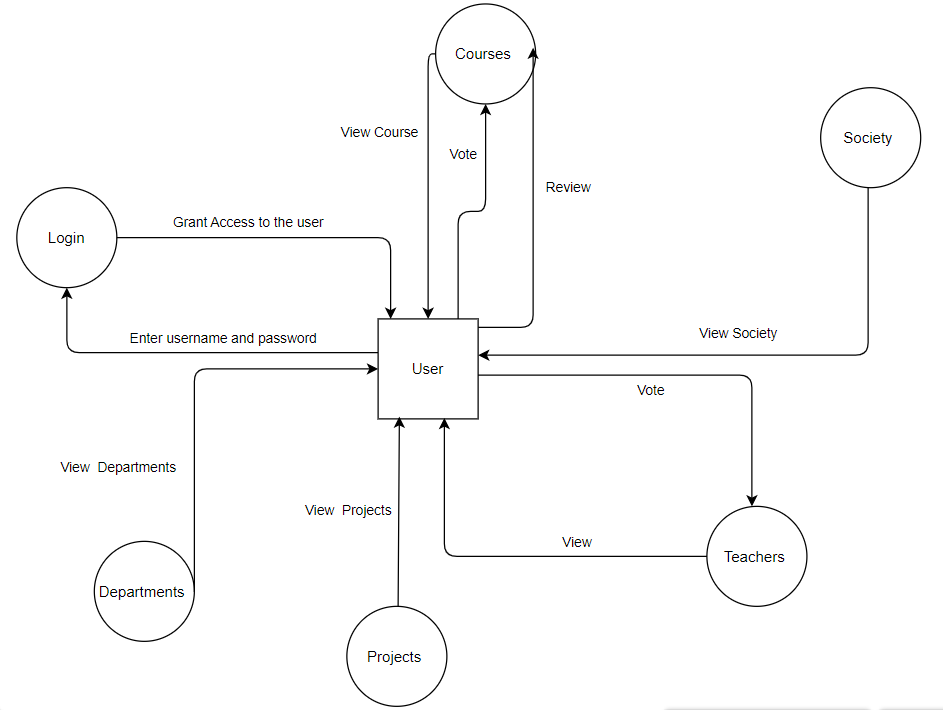 Courses
View Course
Society
Vote
Review
Grant Access to the user
Login
Enter username and password
View Society
User
Vote
View  Departments
View  Projects
View
Teachers
Departments
Projects